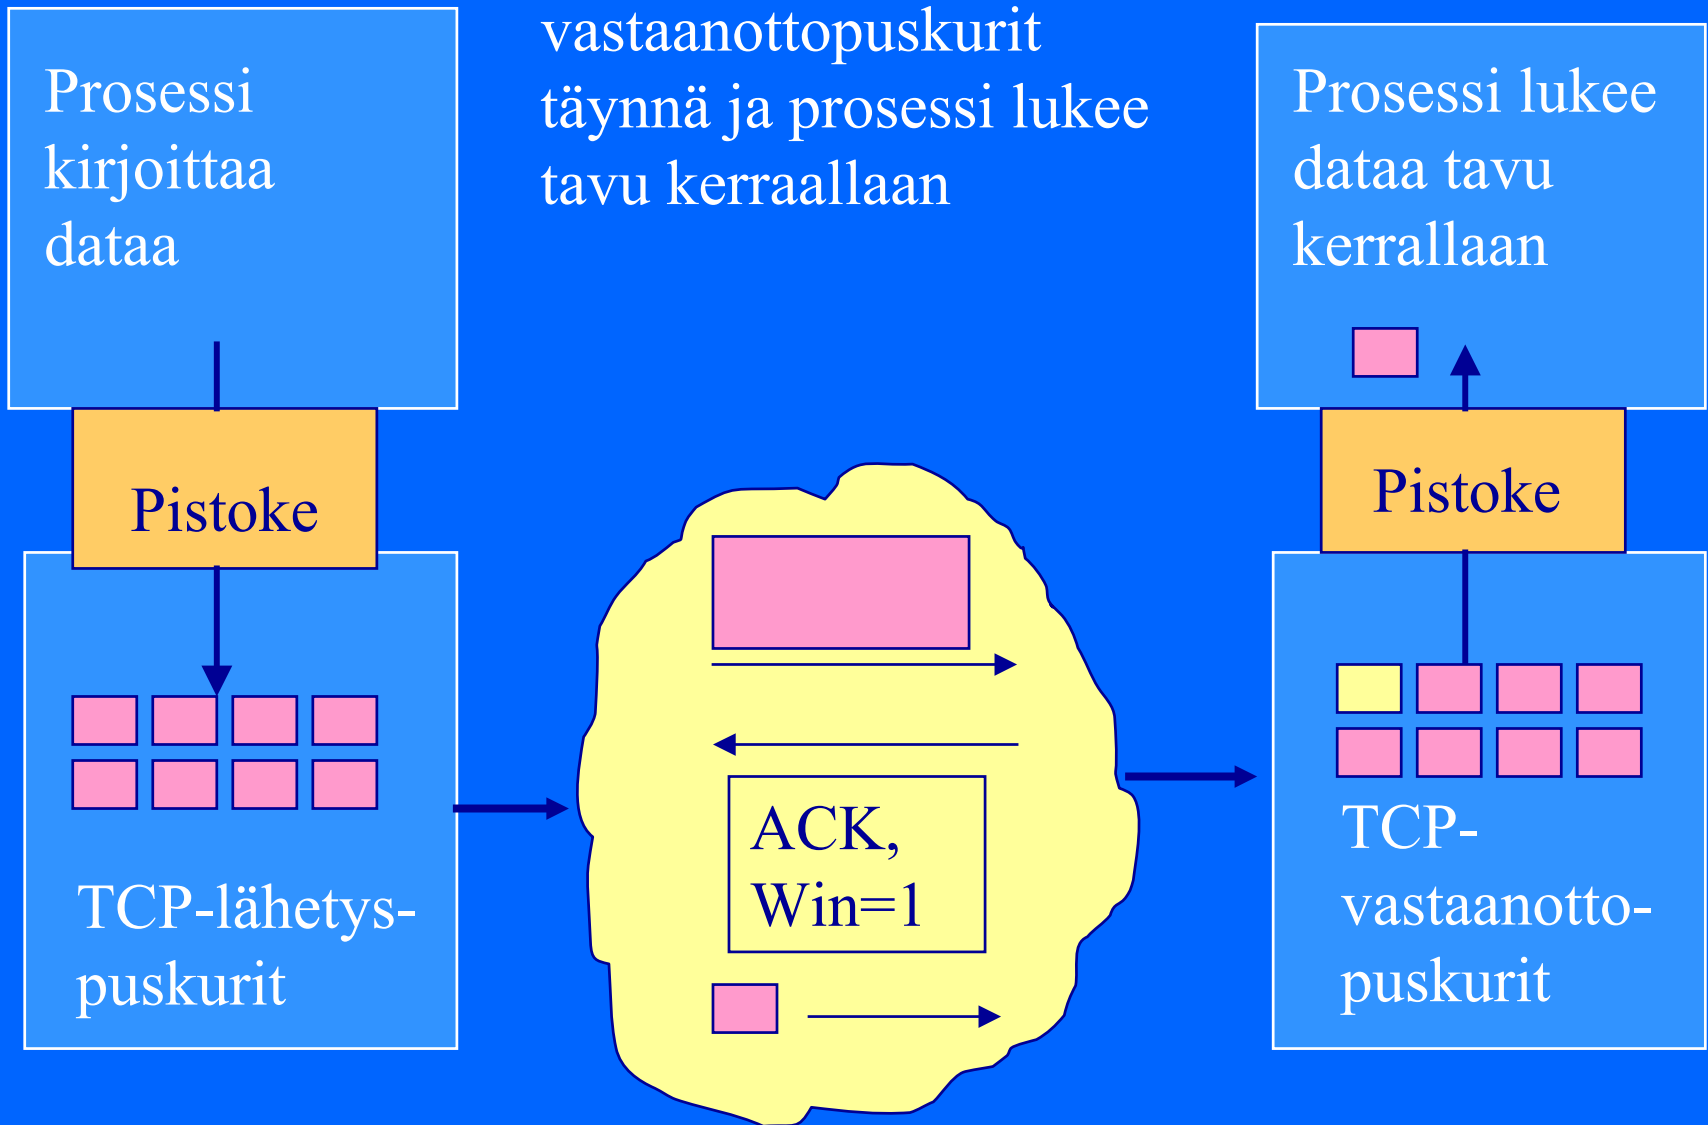 Prosessi
kirjoittaa
dataa
vastaanottopuskurit
täynnä ja prosessi lukee
tavu kerraallaan
Prosessi lukee
dataa tavu
kerrallaan
Pistoke
Pistoke
TCP-lähetys-
puskurit
ACK,
Win=1
TCP-
vastaanotto-
puskurit